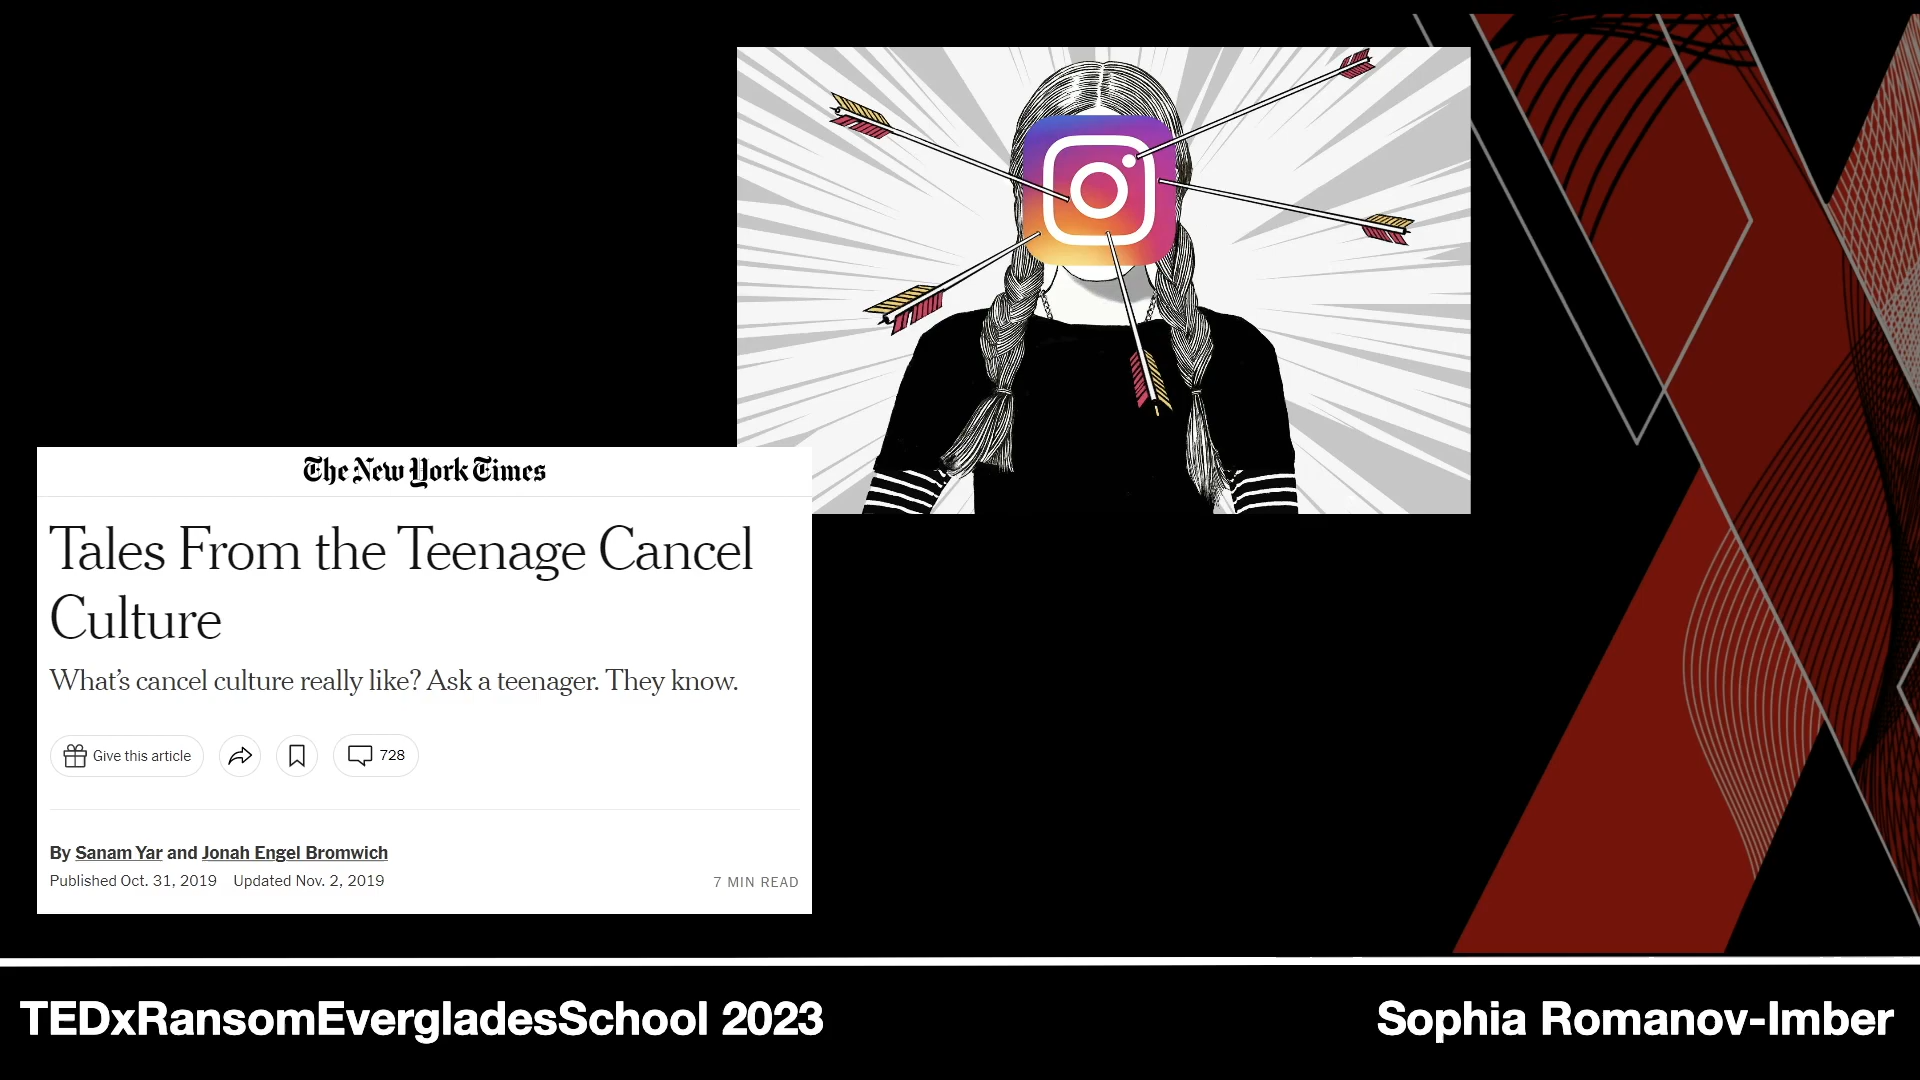 The New York Times
Tales From the Teenage Cancel
Culture
What’s cancel culture really like? Ask a teenager. They know.
Give this article
728
By Sanam Yar and Jonah Engel Bromwich
Published Oct. 31, 2019 Updated Nov. 2, 2019
7 MIN READ
TEDxRansomEvergladesSchool 2023
Sophia Romanov-Imber